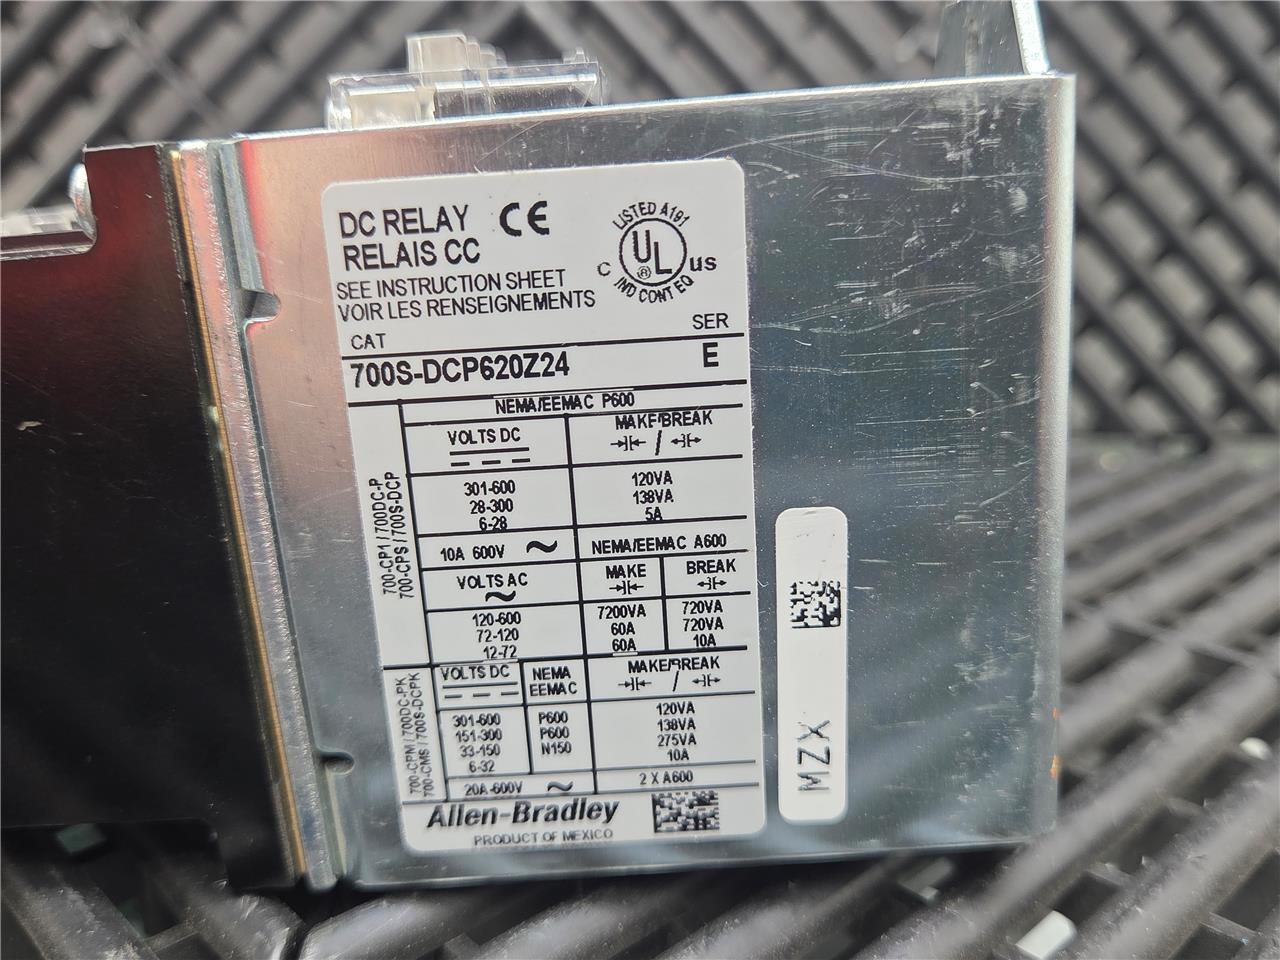 DC RELAY CE
RELAIS CC
LISTED A191
UL
®
C US
IND CONT EQ
SEE INSTRUCTION SHEET
VOIR LES RENSEIGNEMENTS
CAT SER
700S-DCP620Z24 E
700-CP1 / 700DC-P
700-CPS / 700S-DCP
NEMA/EEMAC P600
VOLTS DC MAKE/BREAK
/
301-600 120VA
28-300 138VA
6-28 5A
10A 600V NEMA/EEMAC A600
VOLTS AC MAKE BREAK
120-600 7200VA 720VA
72-120 60A 720VA
12-72 60A 10A
700-CPM / 700DC-PK
700-CMS / 700S-DCPK
VOLTS DC NEMA MAKE/BREAK
EEMAC /
301-600 P600 120VA
151-300 P600 138VA
33-150 N150 275VA
6-32 10A
20A-600V 2 X A600
Allen-Bradley
PRODUCT OF MEXICO
MZX